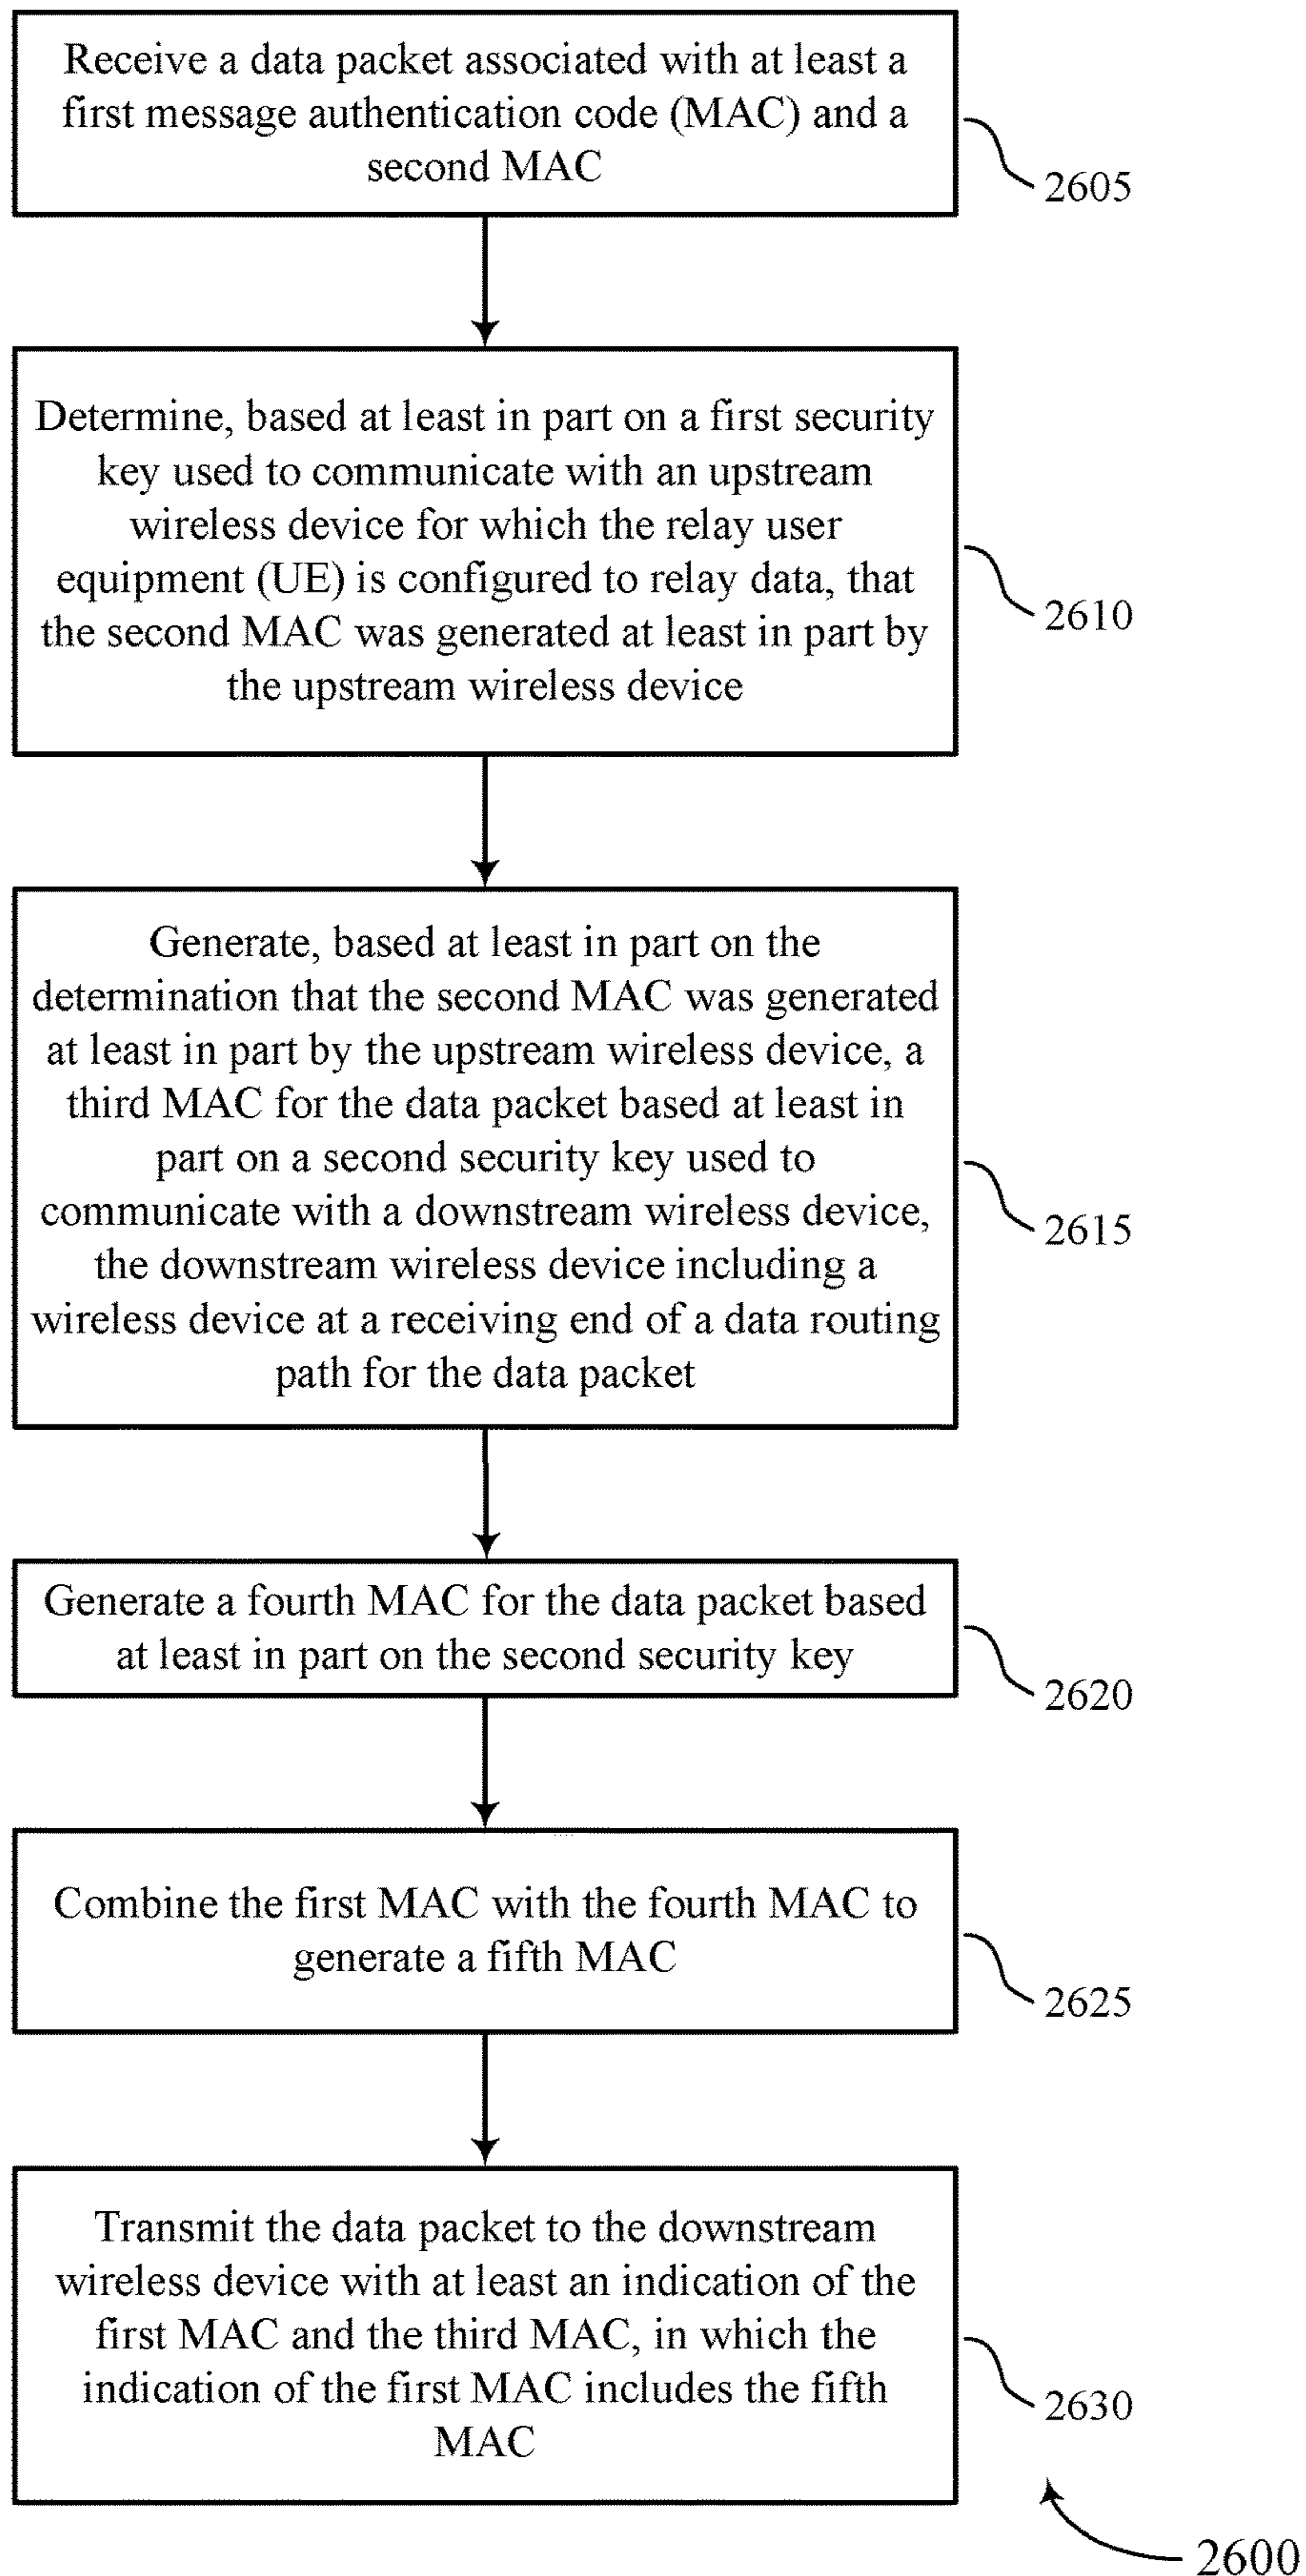 Receive a data packet associated with at least a
first message authentication code (MAC) and a
second MAC
2605
Determine, based at least in part on a first security
key used to communicate with an upstream
wireless device for which the relay user
equipment (UE) is configured to relay data, that
the second MAC was generated at least in part by
the upstream wireless device
2610
Generate, based at least in part on the
determination that the second MAC was generated
at least in part by the upstream wireless device, a
third MAC for the data packet based at least in
part on a second security key used to
communicate with a downstream wireless device,
the downstream wireless device including a
wireless device at a receiving end of a data routing
path for the data packet
2615
Generate a fourth MAC for the data packet based
at least in part on the second security key
2620
Combine the first MAC with the fourth MAC to
generate a fifth MAC
2625
Transmit the data packet to the downstream
wireless device with at least an indication of the
first MAC and the third MAC, in which the
indication of the first MAC includes the fifth
MAC
2630
2600